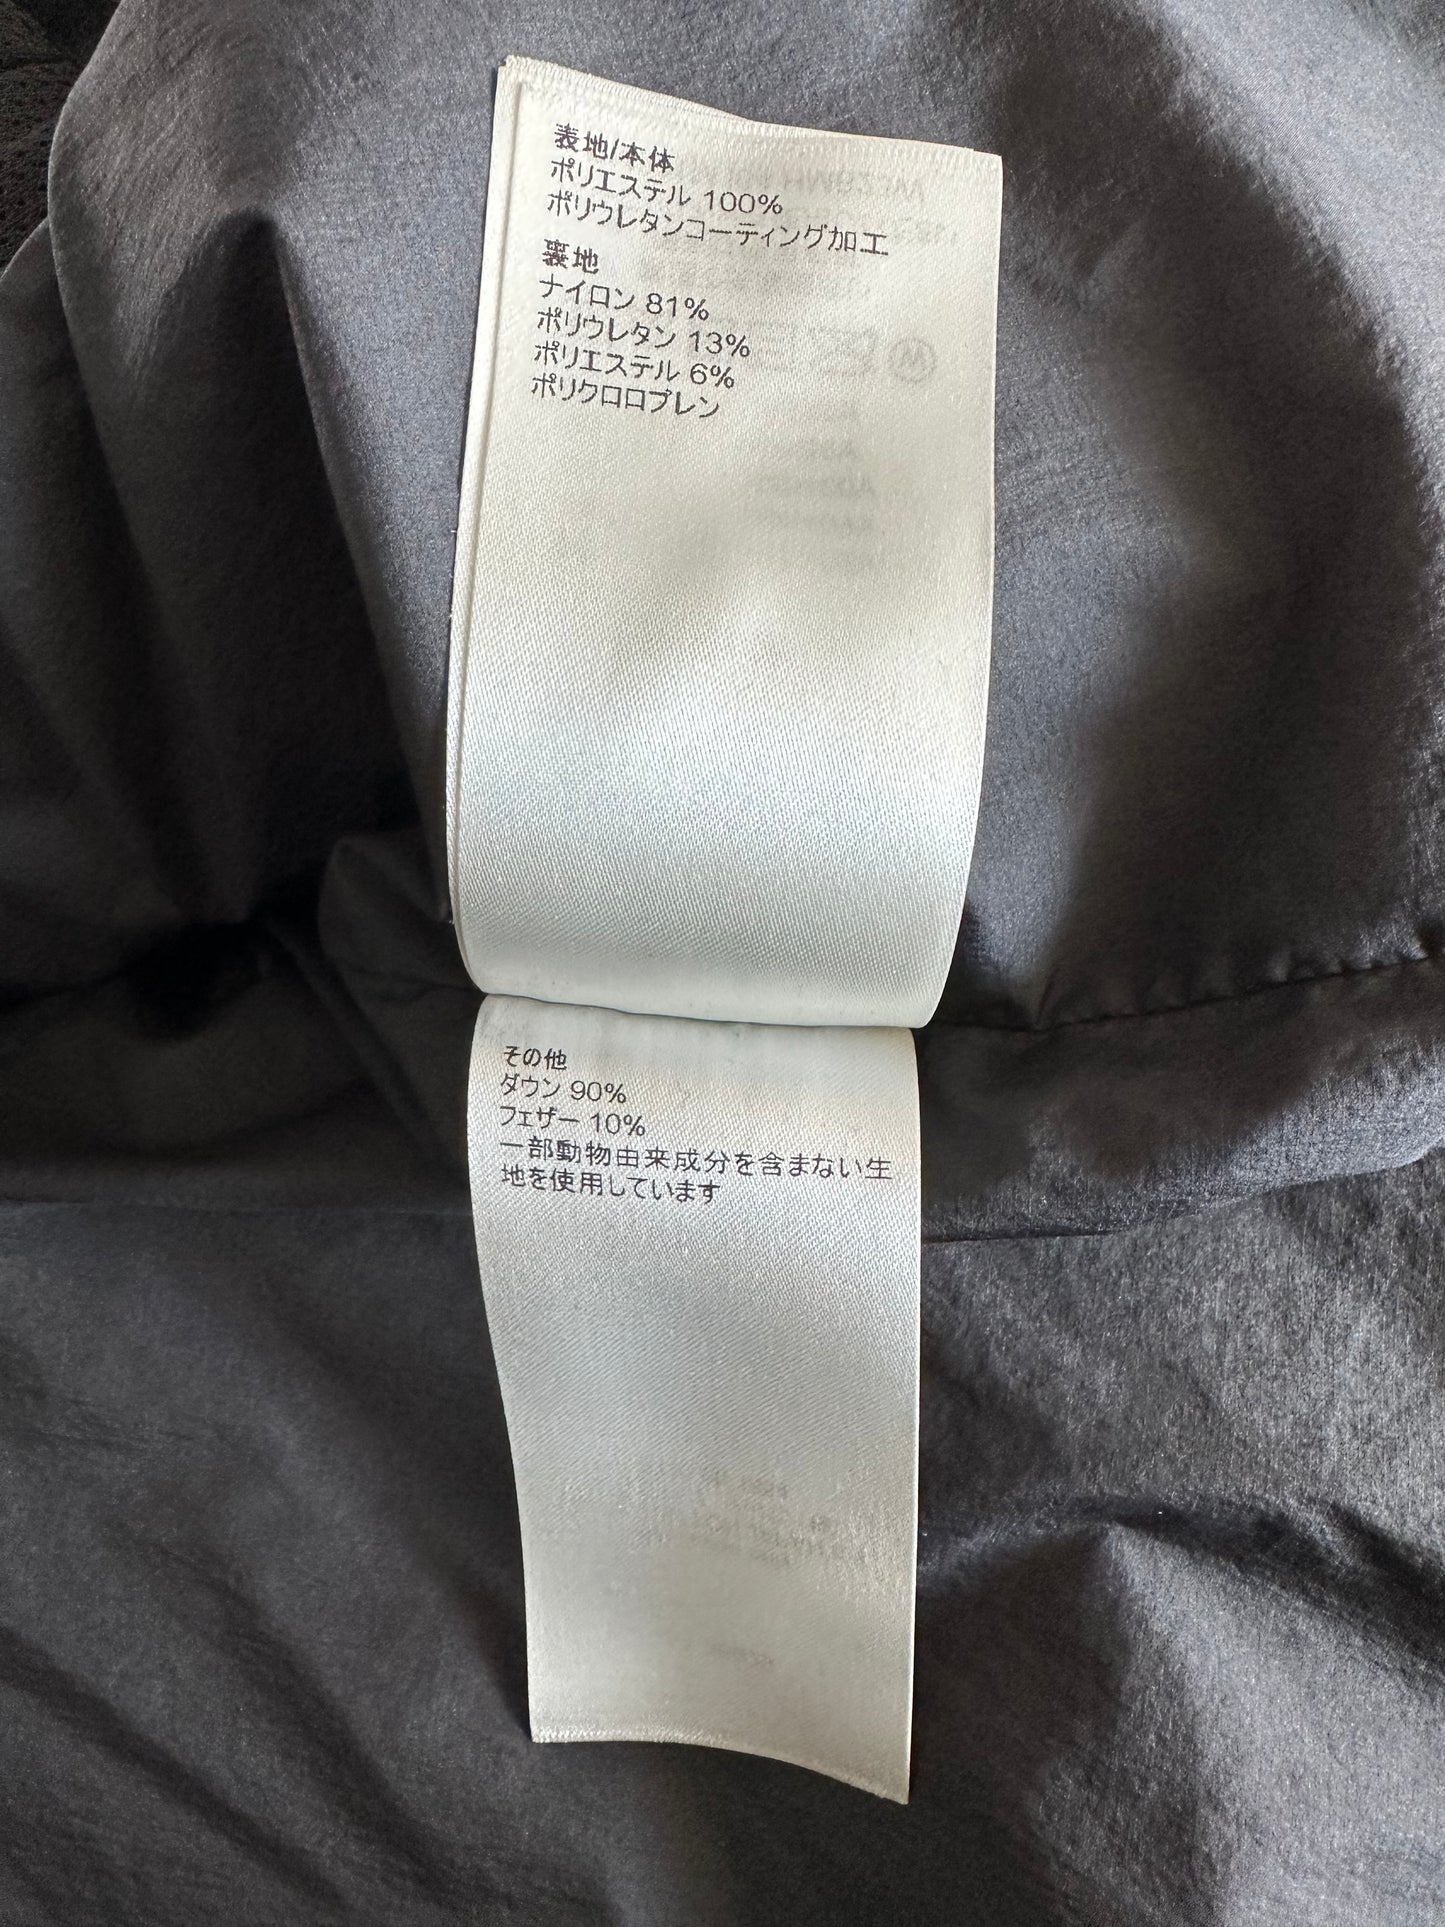 表地/本体
ポリエステル 100%
ポリウレタンコーティング加工
裏地
ナイロン 81%
ポリウレタン 13%
ポリエステル 6%
ポリクロロプレン
その他
ダウン 90%
フェザー 10%
一部動物由来成分を含まない生
地を使用しています